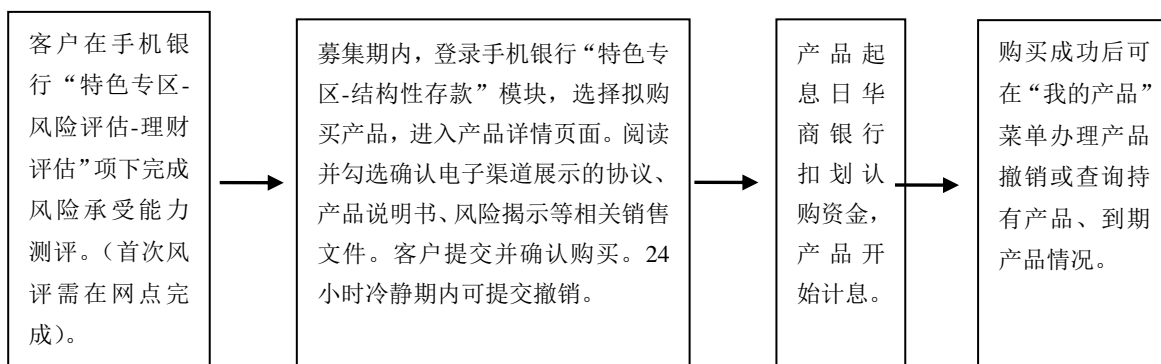 客户在手机银
行“特色专区-
风险评估-理财
评估”项下完成
风险承受能力
测评。（首次风
评需在网点完
成）。
募集期内，登录手机银行“特色专
区-结构性存款”模块，选择拟购
买产品，进入产品详情页面。阅读
并勾选确认电子渠道展示的协议、
产品说明书、风险揭示等相关销售
文件。客户提交并确认购买。24
小时冷静期内可提交撤销。
产品起
息日华
商银行
扣划认
购资金，
产品开
始计息。
购买成功后可
在“我的产品”
菜单办理产品
撤销或查询持
有产品、到期
产品情况。